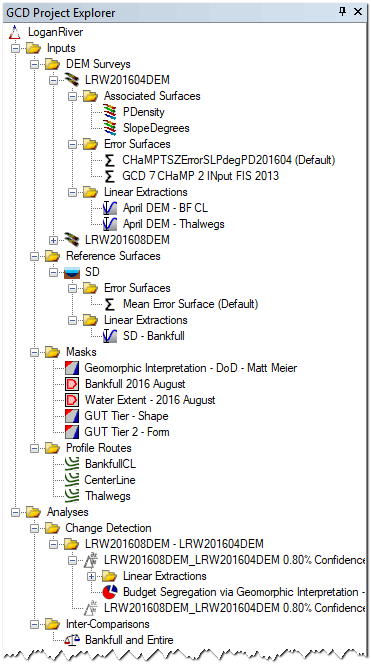 GCD Project Explorer
LoganRiver
Inputs
DEM Surveys
LRW201604DEM
Associated Surfaces
PDensity
SlopeDegrees
Error Surfaces
CHaMPTSZErrorSLPdegPD201604 (Default)
GCD 7 CHaMP 2 INput FIS 2013
Linear Extractions
April DEM - BF CL
April DEM - Thalwegs
LRW201608DEM
Reference Surfaces
SD
Error Surfaces
Mean Error Surface (Default)
Linear Extractions
SD - Bankfull
Masks
Geomorphic Interpretation - DoD - Matt Meier
Bankfull 2016 August
Water Extent - 2016 August
GUT Tier - Shape
GUT Tier 2 - Form
Profile Routes
BankfullCL
CenterLine
Thalwegs
Analyses
Change Detection
LRW201608DEM - LRW201604DEM
LRW201608DEM_LRW201604DEM 0.80% Confidence
Linear Extractions
Budget Segregation via Geomorphic Interpretation -
LRW201608DEM_LRW201604DEM 0.80% Confidence
Inter-Comparisons
Bankfull and Entire